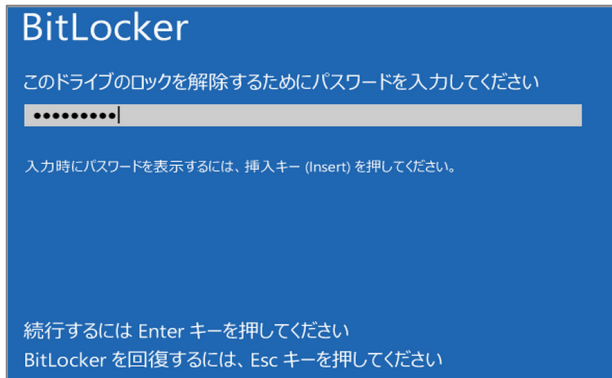 BitLocker
このドライブのロックを解除するためにパスワードを入力してください
●●●●●●●●●
入力時にパスワードを表示するには、挿入キー (Insert) を押してください。
続行するには Enter キーを押してください
BitLocker を回復するには、Esc キーを押してください